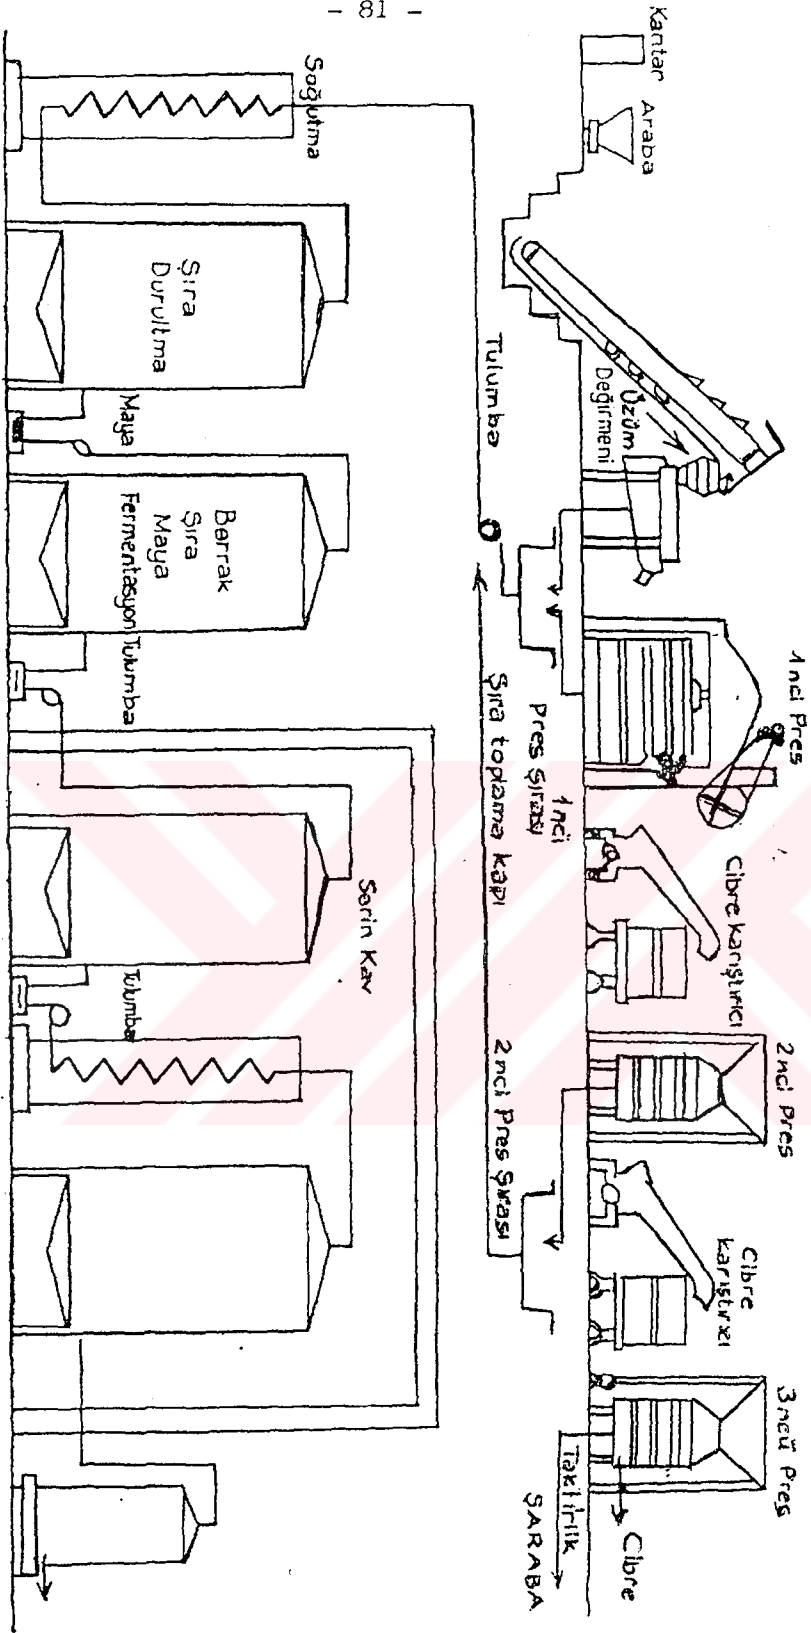 - 81 -
Kantar
Araba
Üzüm
Değirmeni
1nci Pres
Cibre karıştırıcı
2nci Pres
Cibre
karıştırıcı
3ncü Pres
Cibre
Taktirlik
ŞARABA
Tulumba
1nci
Pres Şırası
Şıra toplama kabı
2nci Pres Şırası
Soğutma
Şıra
Durultma
Maya
Berrak
Şıra
Maya
Fermentasyon
Tulumba
Serin Kav
Tulumba